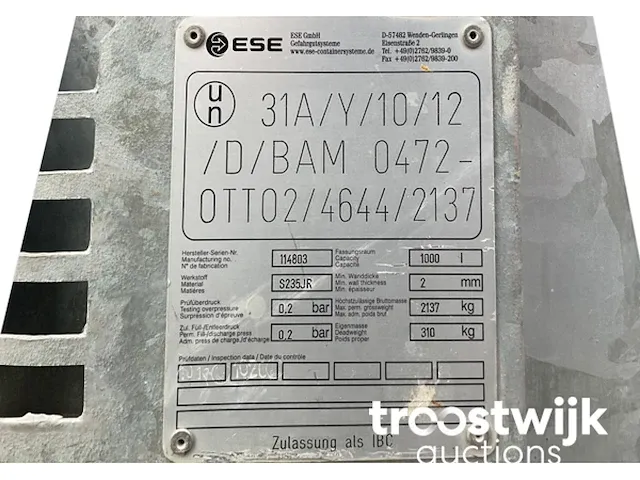 ESE
ESE GmbH
Gefahrgutsysteme
www.ese-containersysteme.de
D-57482 Wenden-Gerlingen
Eisenstraße 2
Tel. +49(0)2762/9839-0
Fax +49(0)2762/9839-200
un
31A/Y/10/12
/D/BAM 0472-
OTTO2/4644/2137
Hersteller-Serien-Nr.
Manufacturing no.
N° de fabrication
114803
Fassungsraum
Capacity
Capacité
1000 l
Werkstoff
Material
Matières
S235JR
Min. Wanddicke
Min. wall thickness
Min. épaisseur
2 mm
Prüfüberdruck
Testing overpressure
Surpression d'épreuve
0,2 bar
Höchstzulässige Bruttomasse
Max. perm. grossweight
Max. adm. poids brut
2137 kg
Zul. Füll-/Entleerdruck
Perm. Fill-/discharge press
Adm. press de charge./decharge
0,2 bar
Eigenmasse
Deadweight
Poids propre
310 kg
Prüfdaten / Inspection data / Date du contrôle
Zulassung als IBC
troostwijk
auctions